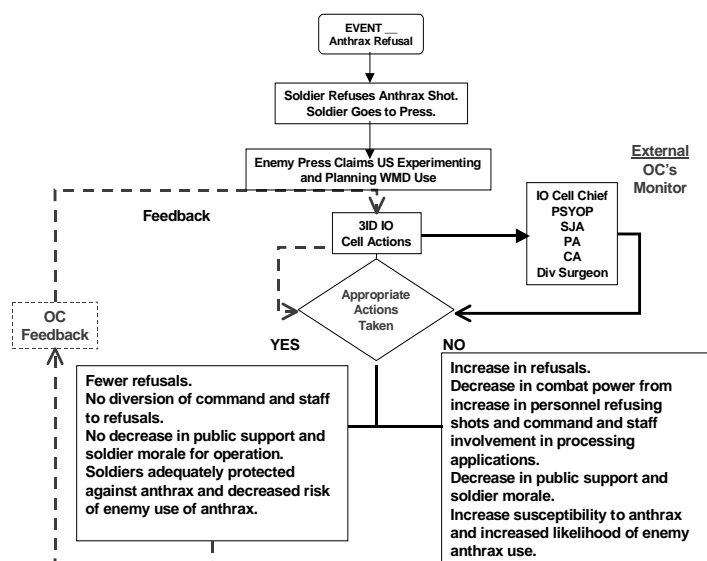 EVENT __
Anthrax Refusal
Soldier Refuses Anthrax Shot.
Soldier Goes to Press.
Enemy Press Claims US Experimenting
and Planning WMD Use
External
OC's
Monitor
Feedback
3ID IO
Cell Actions
IO Cell Chief
PSYOP
SJA
PA
CA
Div Surgeon
Appropriate
Actions
Taken
OC
Feedback
YES
NO
Fewer refusals.
No diversion of command and staff
to refusals.
No decrease in public support and
soldier morale for operation.
Soldiers adequately protected
against anthrax and decreased risk
of enemy use of anthrax.
Increase in refusals.
Decrease in combat power from
increase in personnel refusing
shots and command and staff
involvement in processing
applications.
Decrease in public support and
soldier morale.
Increase susceptibility to anthrax
and increased likelihood of enemy
anthrax use.